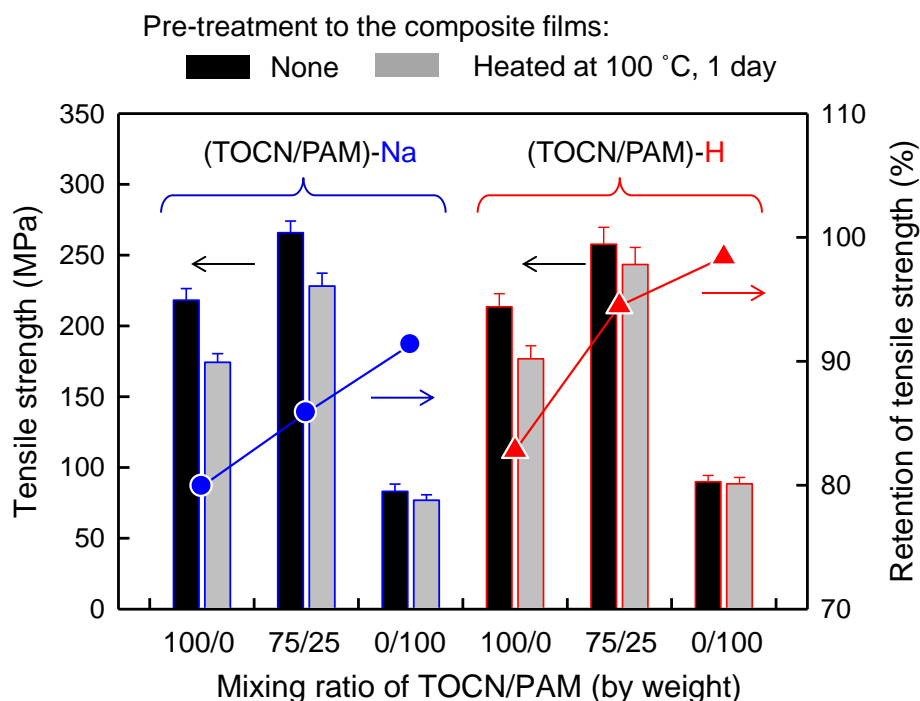 Pre-treatment to the composite films:
None
Heated at 100 ˚C, 1 day
Tensile strength (MPa)
350
300
250
200
150
100
50
0
(TOCN/PAM)-Na
(TOCN/PAM)-H
110
100
90
80
70
Retention of tensile strength (%)
100/0 75/25 0/100 100/0 75/25 0/100
Mixing ratio of TOCN/PAM (by weight)